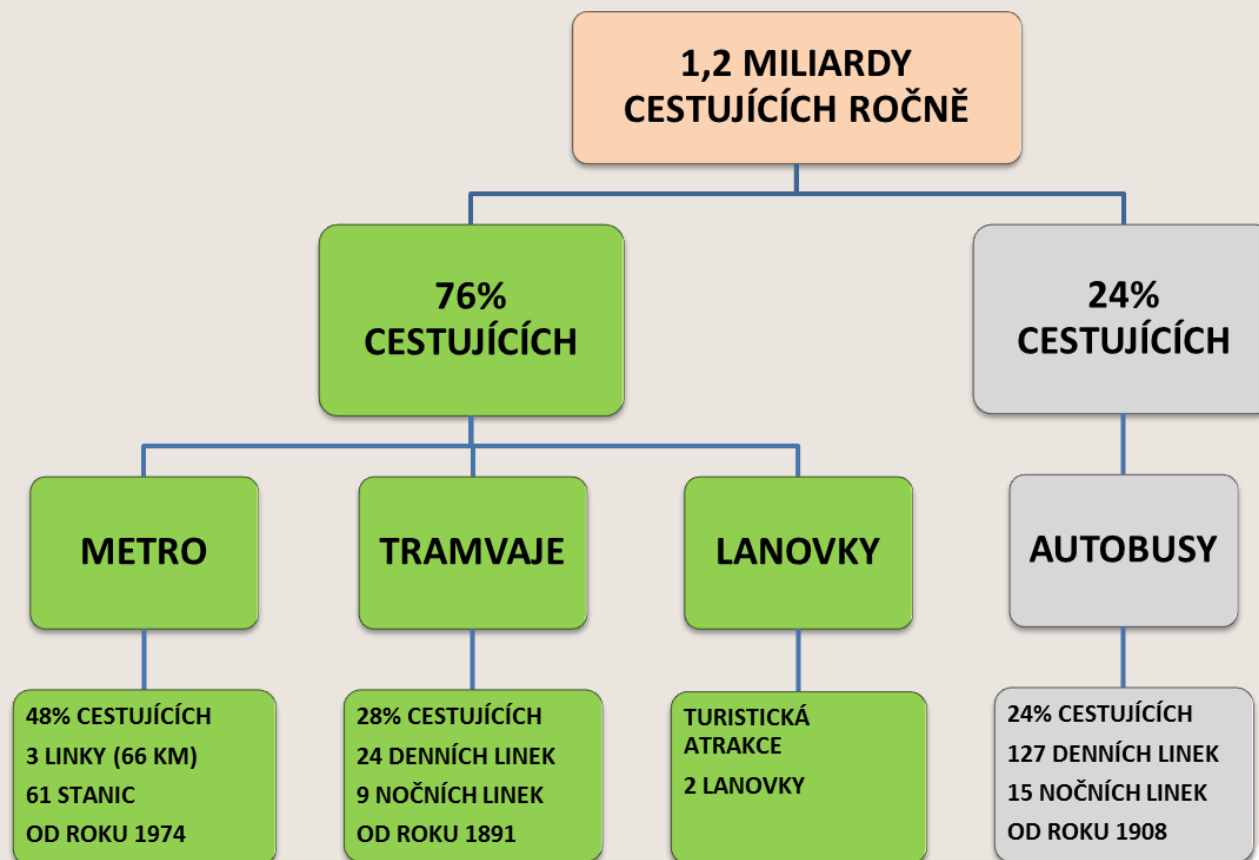 1,2 MILIARDY
CESTUJÍCÍCH ROČNĚ
76%
CESTUJÍCÍCH
24%
CESTUJÍCÍCH
METRO
TRAMVAJE
LANOVKY
AUTOBUSY
48% CESTUJÍCÍCH
3 LINKY (66 KM)
61 STANIC
OD ROKU 1974
28% CESTUJÍCÍCH
24 DENNÍCH LINEK
9 NOČNÍCH LINEK
OD ROKU 1891
TURISTICKÁ
ATRAKCE
2 LANOVKY
24% CESTUJÍCÍCH
127 DENNÍCH LINEK
15 NOČNÍCH LINEK
OD ROKU 1908